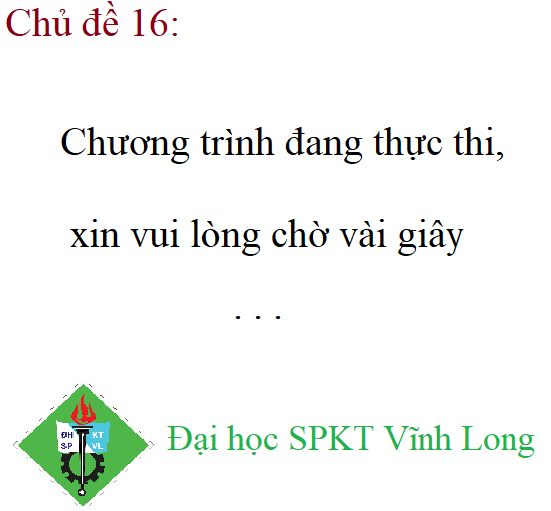 Chủ đề 16:
Chương trình đang thực thi,
xin vui lòng chờ vài giây
. . .
ĐH KT
SP VL
Đại học SPKT Vĩnh Long